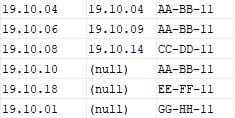 19.10.04 19.10.04 AA-BB-11
19.10.06 19.10.09 AA-BB-11
19.10.08 19.10.14 CC-DD-11
19.10.10 (null) AA-BB-11
19.10.18 (null) EE-FF-11
19.10.01 (null) GG-HH-11